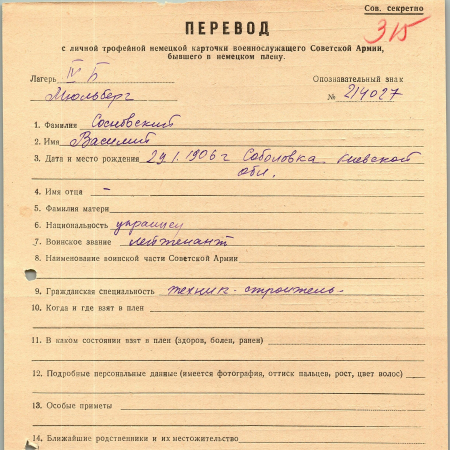 Сов. секретно
315
ПЕРЕВОД
с личной трофейной немецкой карточки военнослужащего Советской Армии,
бывшего в немецком плену.
Лагерь IV Б
Опознавательный знак
Мюльберг
№ 214027
1. Фамилия Сосновский
2. Имя Василий
3. Дата и место рождения 29.1.1906 г Соболовка Киевской
обл.
4. Имя отца –
5. Фамилия матери
6. Национальность украинец
7. Воинское звание лейтенант
8. Наименование воинской части Советской Армии
9. Гражданская специальность техник-строитель-
10. Когда и где взят в плен
11. В каком состоянии взят в плен (здоров, болен, ранен)
12. Подробные персональные данные (имеется фотография, оттиск пальцев, рост, цвет волос)
13. Особые приметы
14. Ближайшие родственники и их местожительство